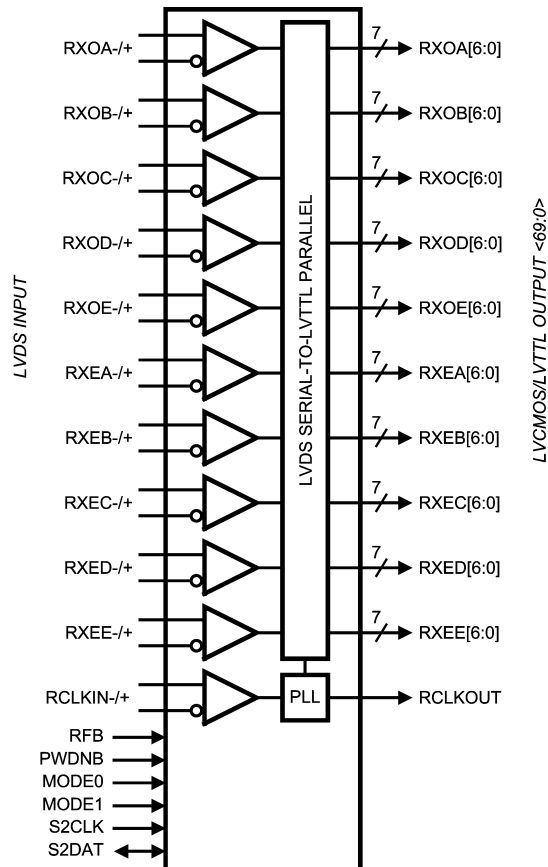 RXOA-/+ 7 RXOA[6:0]
RXOB-/+ 7 RXOB[6:0]
RXOC-/+ 7 RXOC[6:0]
RXOD-/+ 7 RXOD[6:0]
RXOE-/+ 7 RXOE[6:0]
RXEA-/+ 7 RXEA[6:0]
RXEB-/+ 7 RXEB[6:0]
RXEC-/+ 7 RXEC[6:0]
RXED-/+ 7 RXED[6:0]
RXEE-/+ 7 RXEE[6:0]
RCLKIN-/+ PLL RCLKOUT
RFB
PWDNB
MODE0
MODE1
S2CLK
S2DAT
LVDS INPUT
LVDS SERIAL-TO-LVTTL PARALLEL
LVCMOS/LVTTL OUTPUT <69:0>